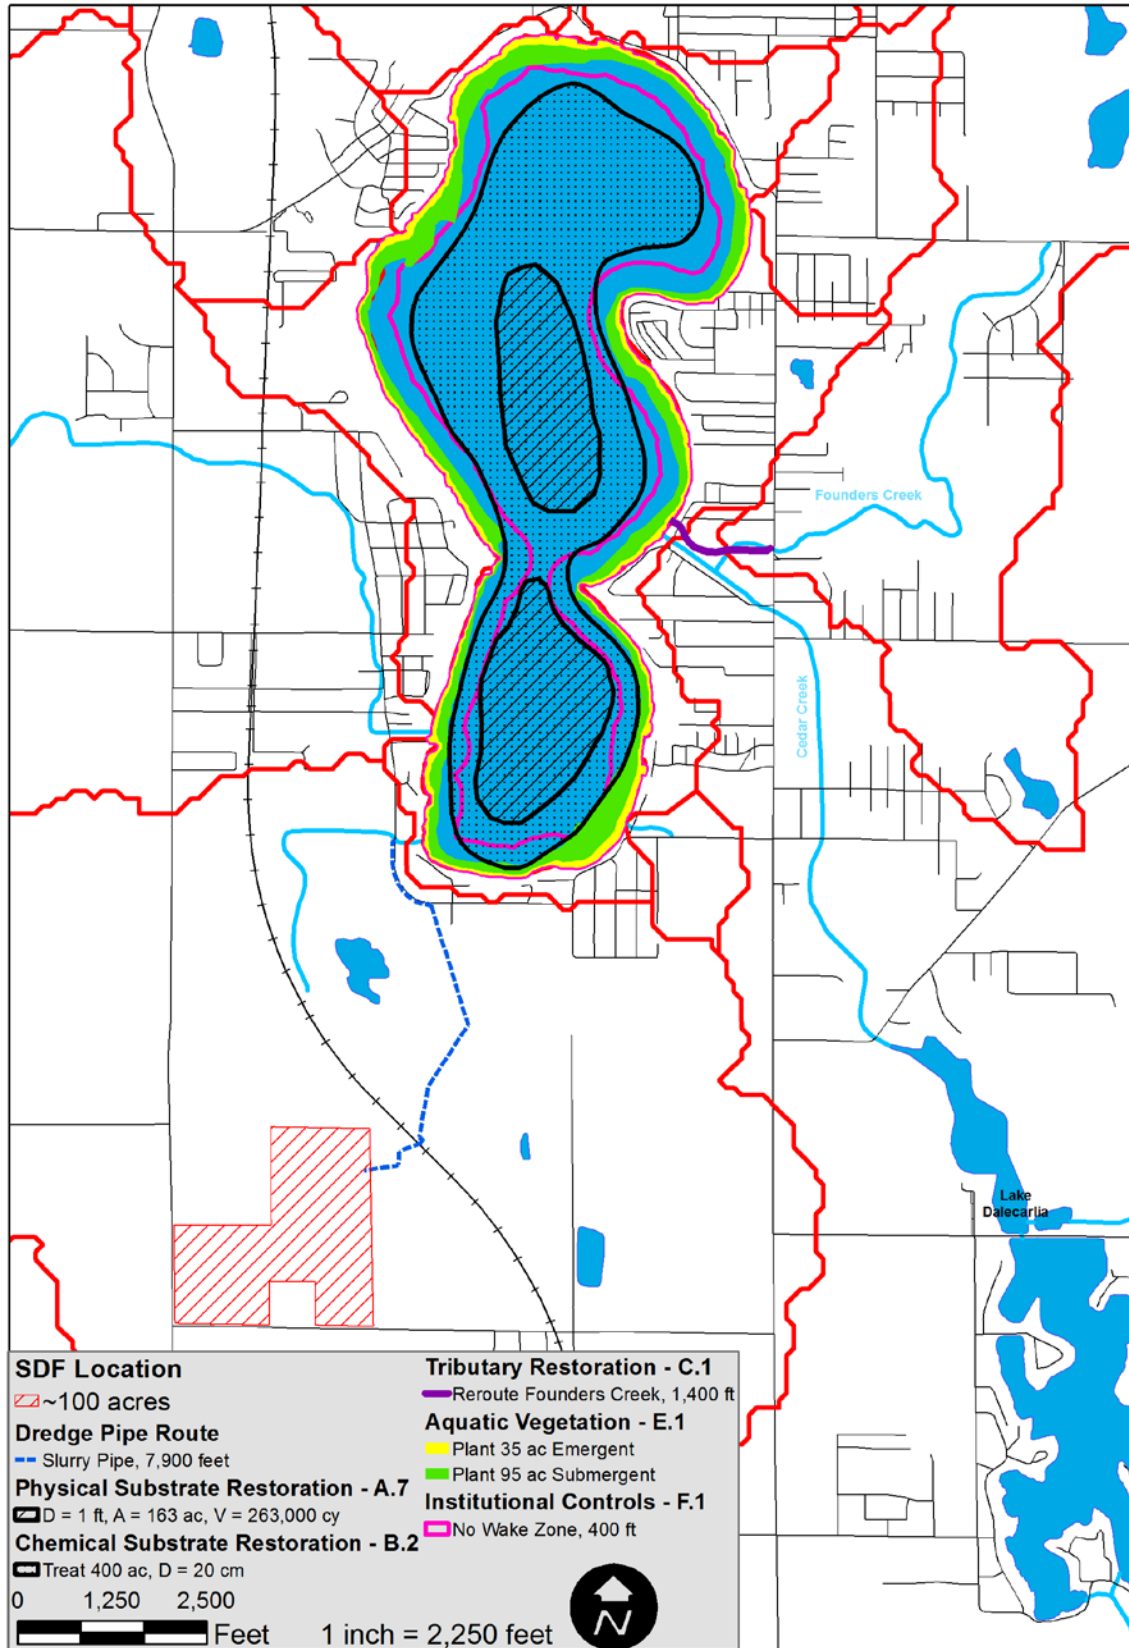 Founders Creek
Cedar Creek
Lake
Dalecarlia
SDF Location
~100 acres
Dredge Pipe Route
Slurry Pipe, 7,900 feet
Physical Substrate Restoration - A.7
D = 1 ft, A = 163 ac, V = 263,000 cy
Chemical Substrate Restoration - B.2
Treat 400 ac, D = 20 cm
0 1,250 2,500
Feet 1 inch = 2,250 feet
Tributary Restoration - C.1
Reroute Founders Creek, 1,400 ft
Aquatic Vegetation - E.1
Plant 35 ac Emergent
Plant 95 ac Submergent
Institutional Controls - F.1
No Wake Zone, 400 ft
N